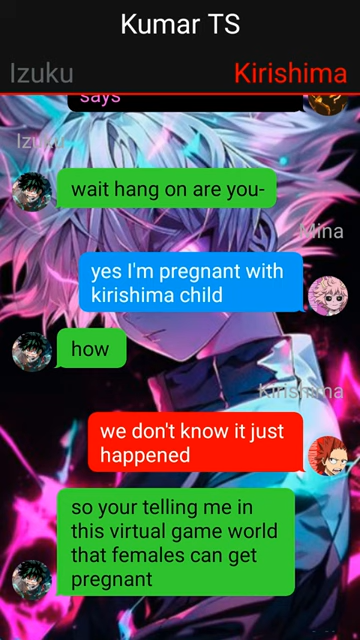 Kumar TS
Izuku
Kirishima
says
Izuku
wait hang on are you-
Mina
yes I'm pregnant with
kirishima child
how
Kirishima
we don't know it just
happened
so your telling me in
this virtual game world
that females can get
pregnant